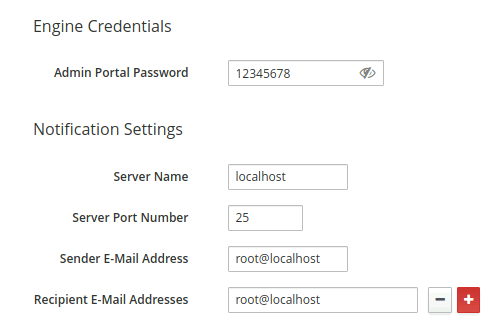 Engine Credentials
Admin Portal Password 12345678
Notification Settings
Server Name localhost
Server Port Number 25
Sender E-Mail Address root@localhost
Recipient E-Mail Addresses root@localhost